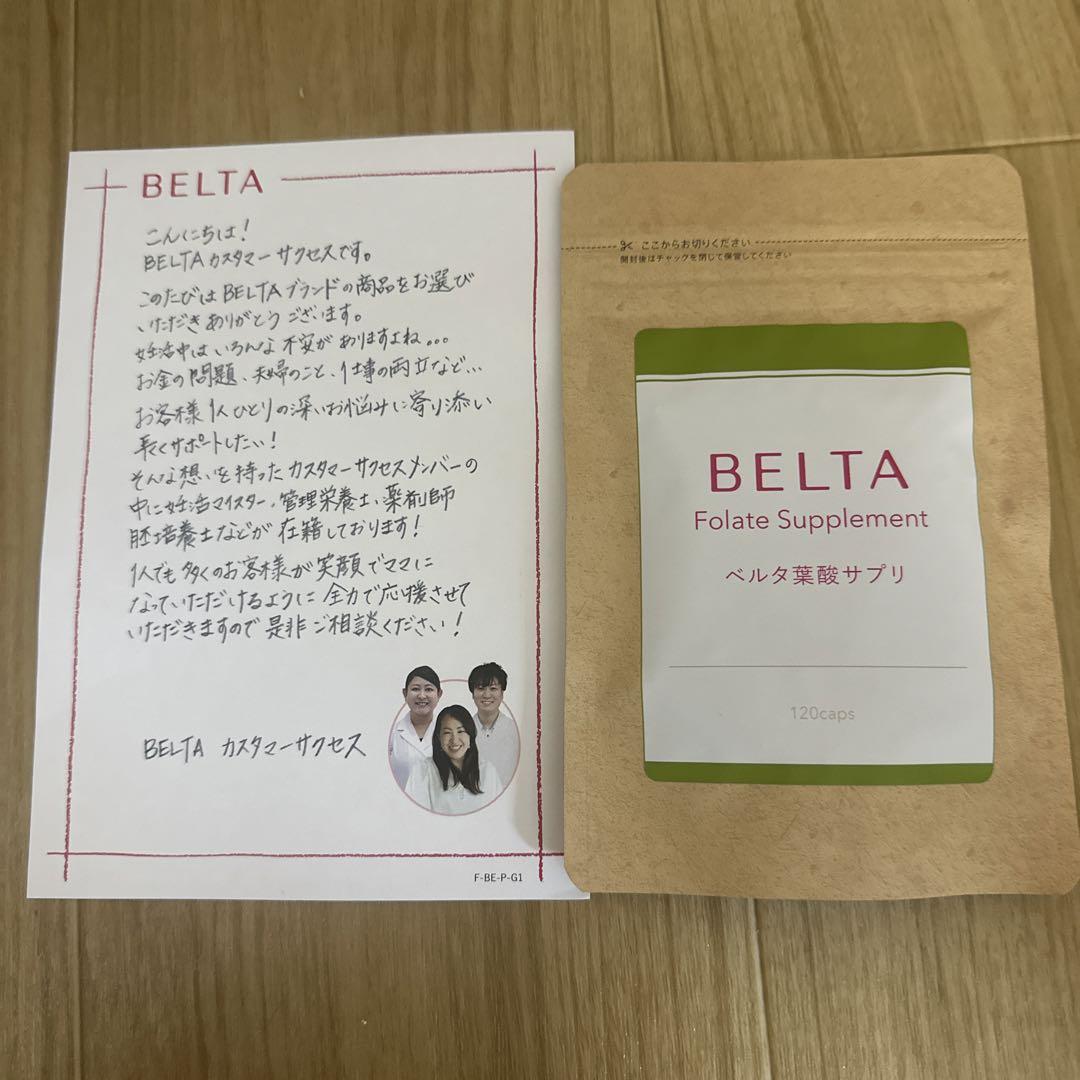 BELTA
こんにちは!
BELTAカスタマーサクセスです。
このたびはBELTAブランドの商品をお選び
いただきありがとうございます。
妊活中はいろんな不安がありますよね...
お金の問題、夫婦のこと、仕事の両立など...
お客様1人ひとりの深いお悩みに寄り添い
長くサポートしたい!
そんな想いを持ったカスタマーサクセスメンバーの
中に妊活マイスター、管理栄養士、薬剤師
胚培養士などが在籍しております!
1人でも多くのお客様が笑顔でママに
なっていただけるように全力で応援させて
いただきますので是非ご相談ください!
BELTA カスタマーサクセス
F-BE-P-G1
ここからお切りください
開封後はチャックを閉じて保管してください
BELTA
Folate Supplement
ベルタ葉酸サプリ
120caps